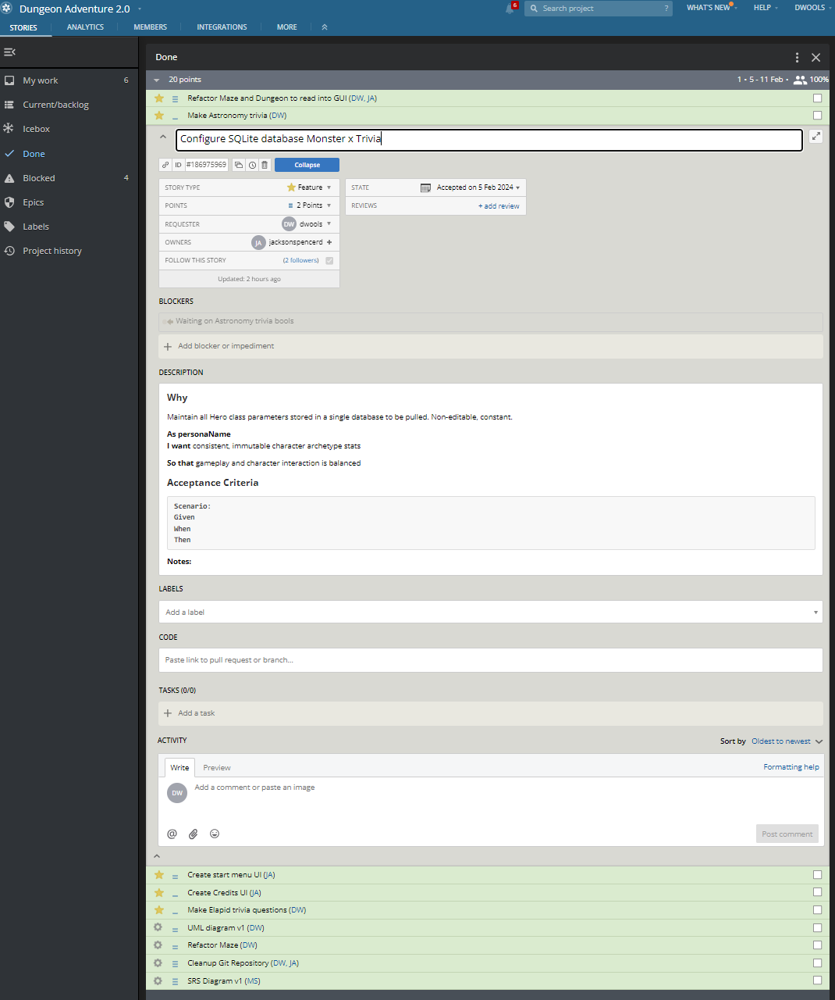 Dungeon Adventure 2.0
6
Search project
?
WHAT'S NEW
HELP
DWOOLS
STORIES
ANALYTICS
MEMBERS
INTEGRATIONS
MORE
My work 6
Current/backlog
Icebox
Done
Blocked 4
Epics
Labels
Project history
Done
20 points
1 • 5 - 11 Feb • 100%
Refactor Maze and Dungeon to read into GUI (DW, JA)
Make Astronomy trivia (DW)
Configure SQLite database Monster x Trivia
ID #186975969 Collapse
STORY TYPE Feature
POINTS 2 Points
REQUESTER DW dwools
OWNERS JA jacksonspencerd +
FOLLOW THIS STORY (2 followers)
Updated: 2 hours ago
STATE Accepted on 5 Feb 2024
REVIEWS + add review
BLOCKERS
Waiting on Astronomy trivia bools
+ Add blocker or impediment
DESCRIPTION
Why
Maintain all Hero class parameters stored in a single database to be pulled. Non-editable, constant.
As personaName
I want consistent, immutable character archetype stats
So that gameplay and character interaction is balanced
Acceptance Criteria
Scenario:
Given
When
Then
Notes:
LABELS
Add a label
CODE
Paste link to pull request or branch...
TASKS (0/0)
+ Add a task
ACTIVITY
Sort by Oldest to newest
Write Preview Formatting help
DW Add a comment or paste an image
@ Post comment
Create start menu UI (JA)
Create Credits UI (JA)
Make Elapid trivia questions (DW)
UML diagram v1 (DW)
Refactor Maze (DW)
Cleanup Git Repository (DW, JA)
SRS Diagram v1 (MS)